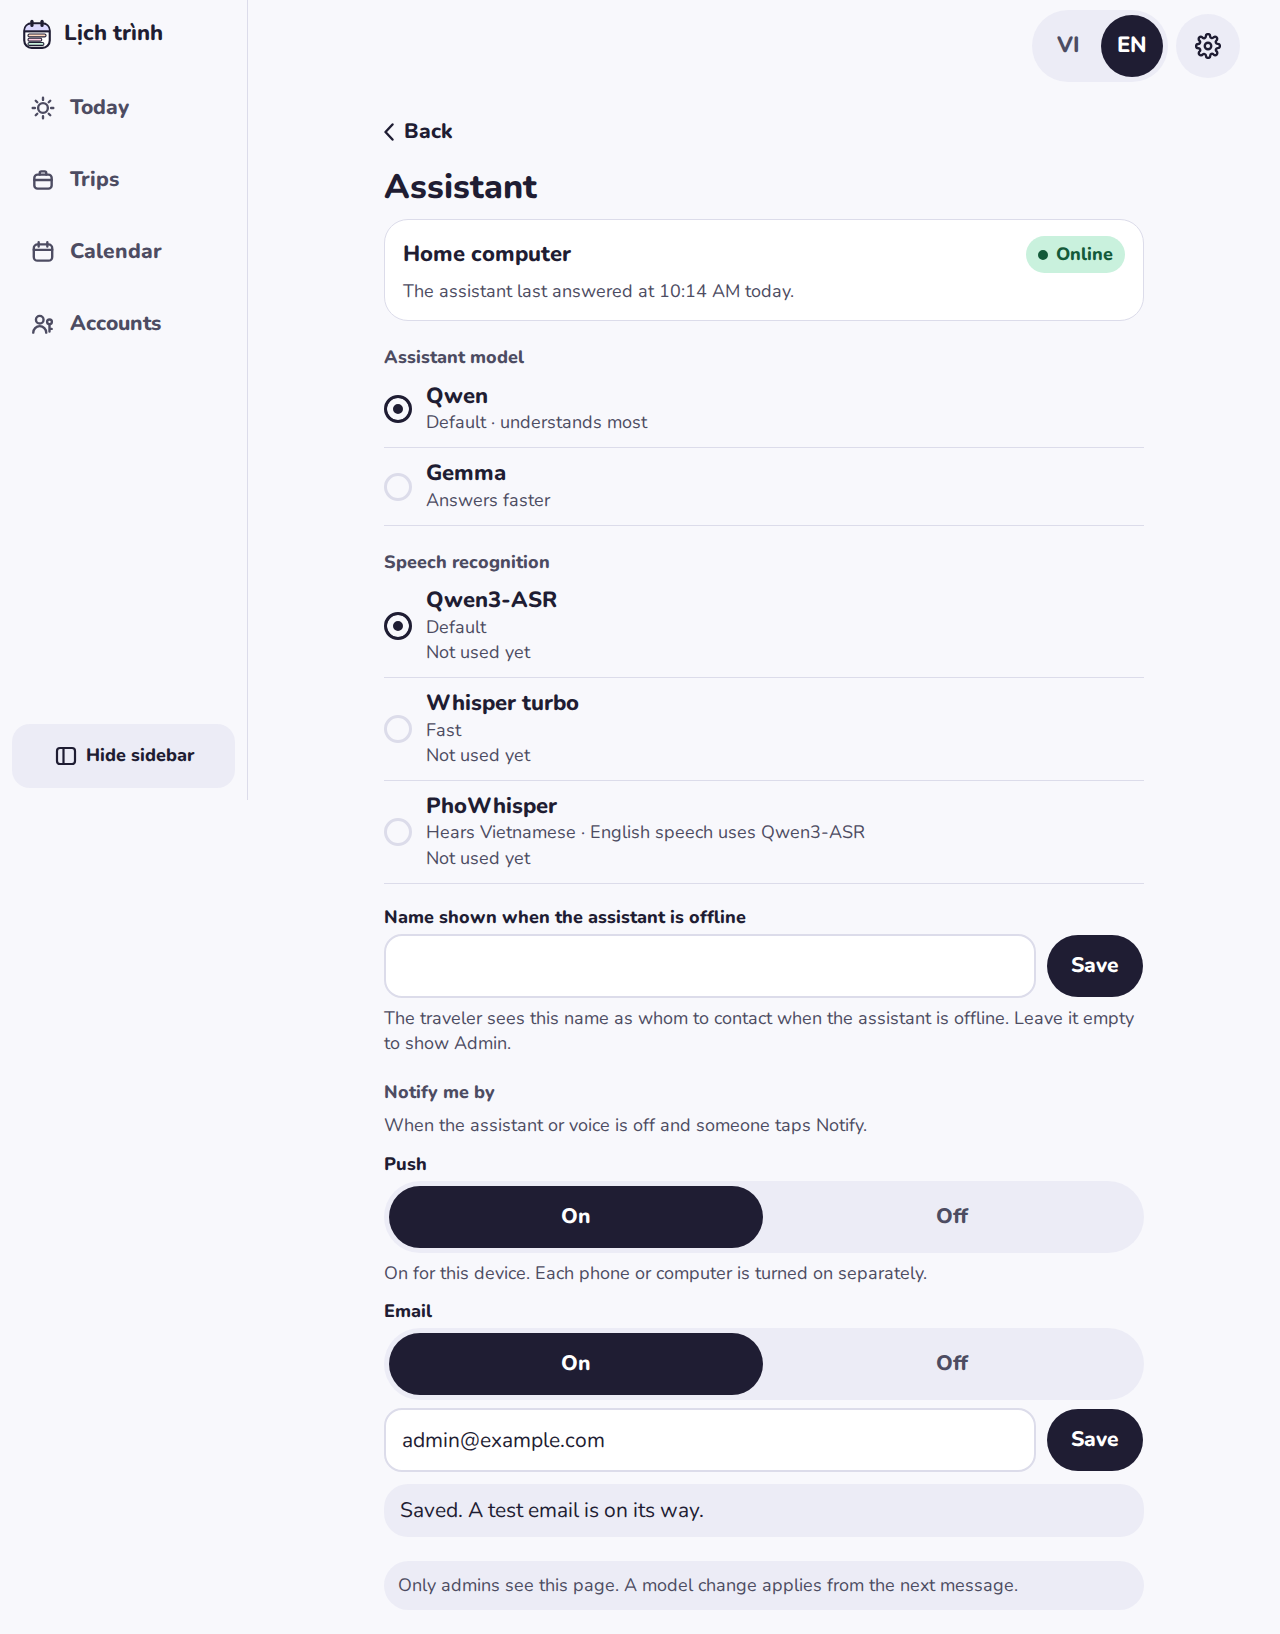 Lịch trình
VI
EN
Today
Trips
Calendar
Accounts
Hide sidebar
Back
Assistant
Home computer
Online
The assistant last answered at 10:14 AM today.
Assistant model
Qwen
Default · understands most
Gemma
Answers faster
Speech recognition
Qwen3-ASR
Default
Not used yet
Whisper turbo
Fast
Not used yet
PhoWhisper
Hears Vietnamese · English speech uses Qwen3-ASR
Not used yet
Name shown when the assistant is offline
Save
The traveler sees this name as whom to contact when the assistant is offline. Leave it empty
to show Admin.
Notify me by
When the assistant or voice is off and someone taps Notify.
Push
On
Off
On for this device. Each phone or computer is turned on separately.
Email
On
Off
admin@example.com
Save
Saved. A test email is on its way.
Only admins see this page. A model change applies from the next message.